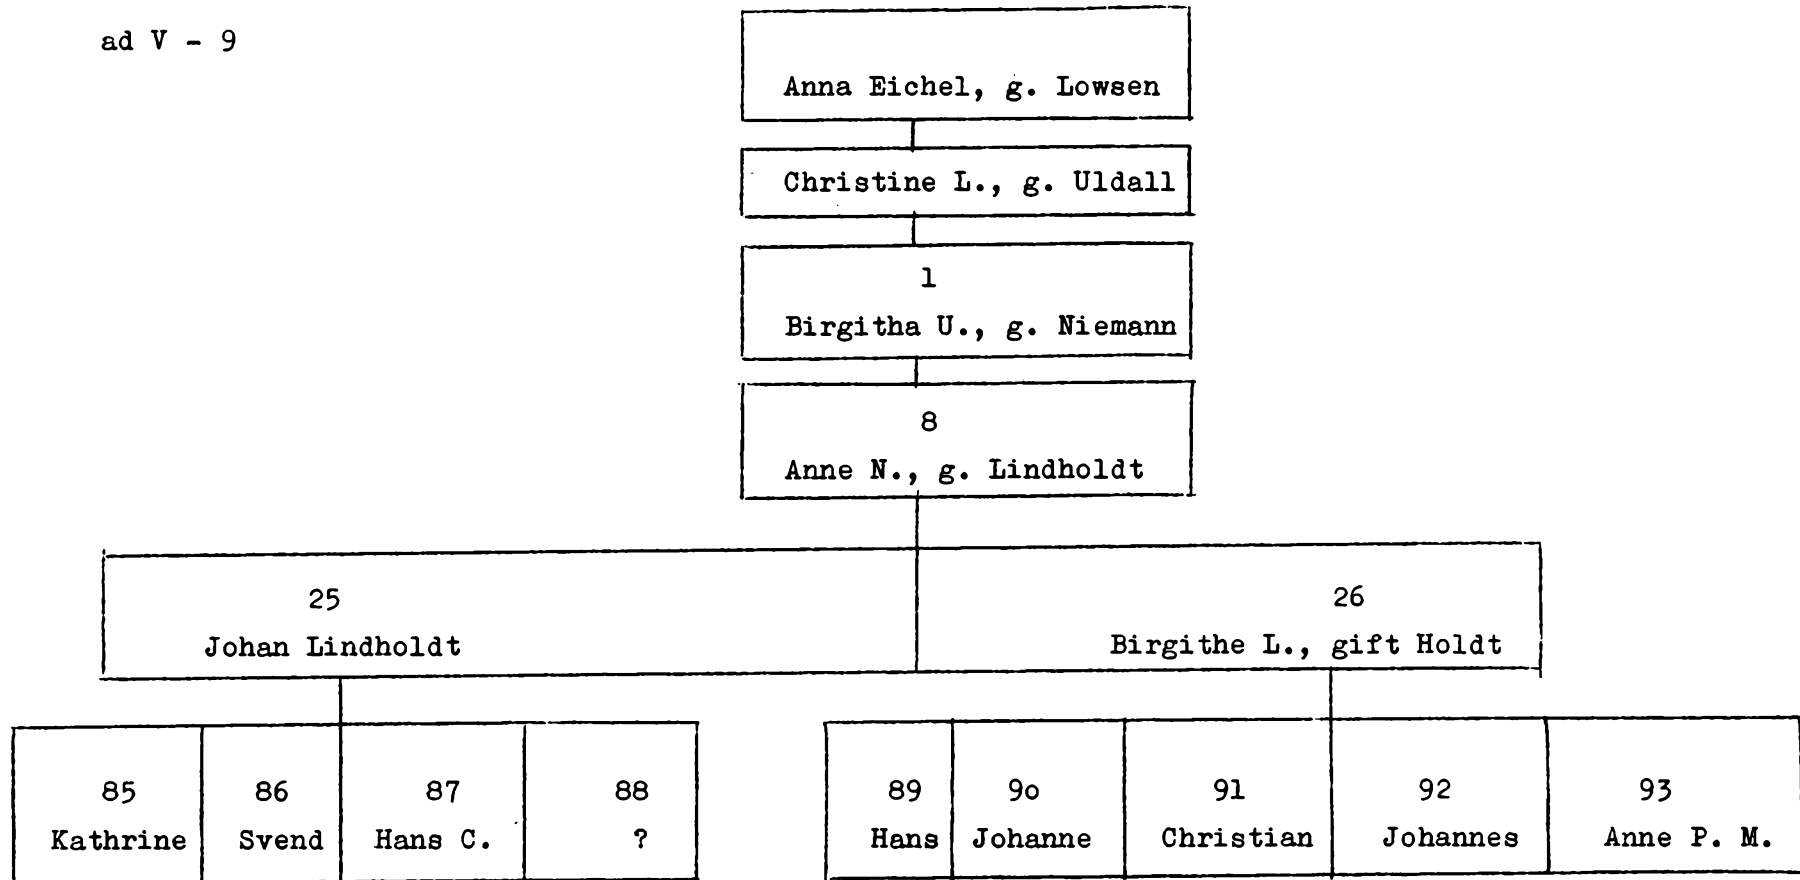 ad V - 9
Anna Eichel, g. Lowsen
Christine L., g. Uldall
1
Birgitha U., g. Niemann
8
Anne N., g. Lindholdt
25 26
Johan Lindholdt Birgithe L., gift Holdt
85 86 87 88 89 9o 91 92 93
Kathrine Svend Hans C. ? Hans Johanne Christian Johannes Anne P. M.